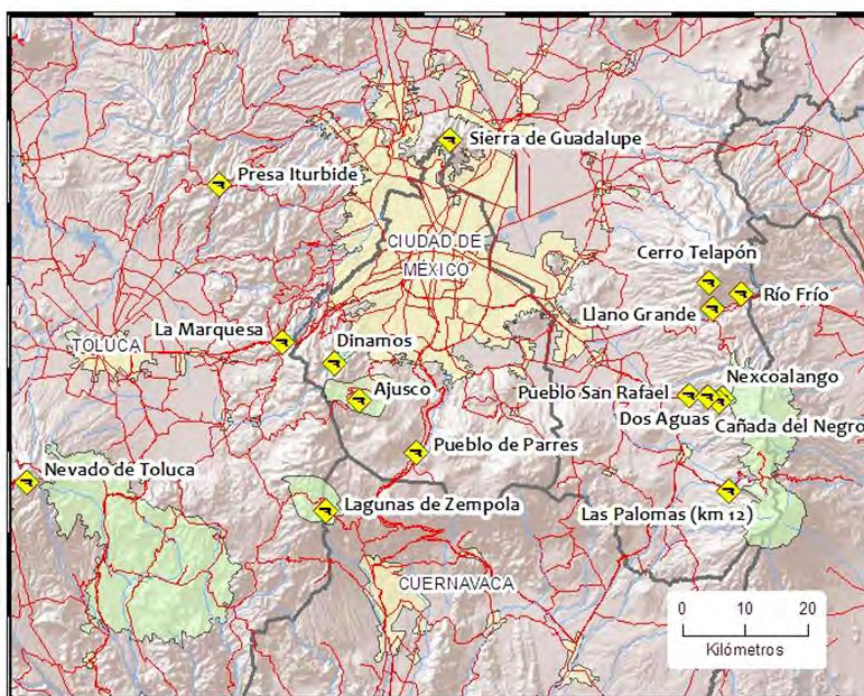 Sierra de Guadalupe
Presa Iturbide
CIUDAD DE
MÉXICO
Cerro Telapón
Río Frío
Llano Grande
La Marquesa
Dinamos
TOLUCA
Ajusco
Pueblo San Rafael
Nexcoalango
Dos Aguas
Cañada del Negro
Pueblo de Parres
Nevado de Toluca
Lagunas de Zempola
Las Palomas (km 12)
CUERNAVACA
0 10 20
Kilómetros